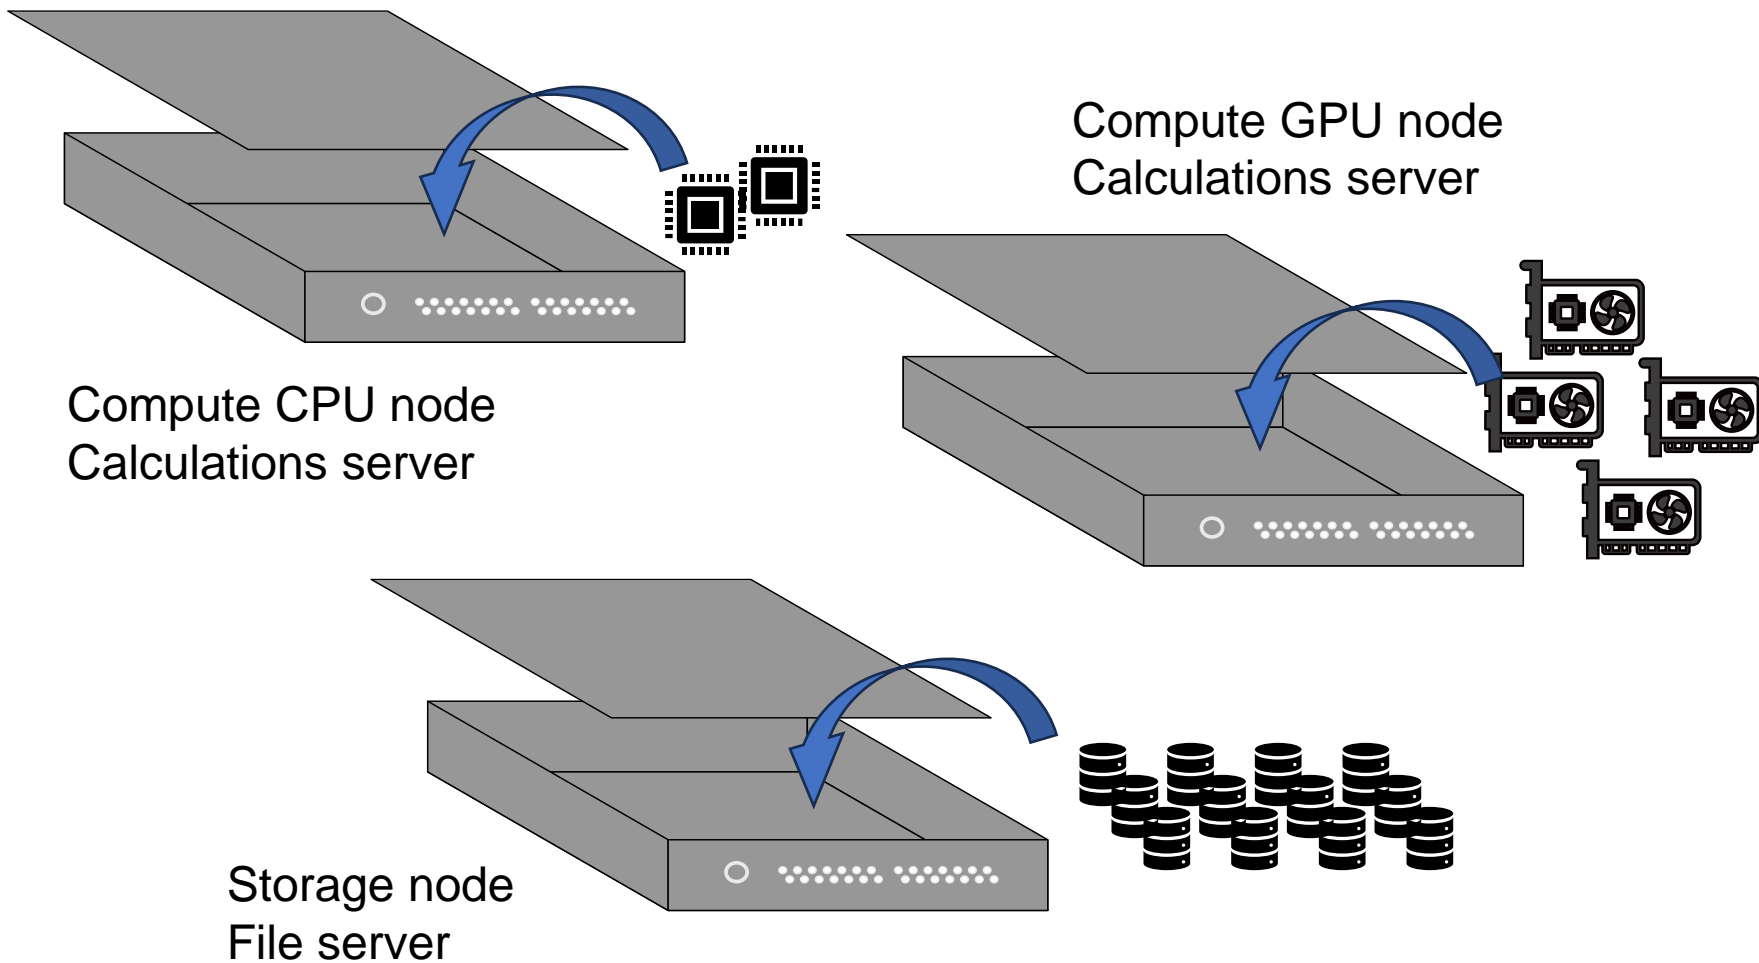 Compute GPU node
Calculations server
Compute CPU node
Calculations server
Storage node
File server